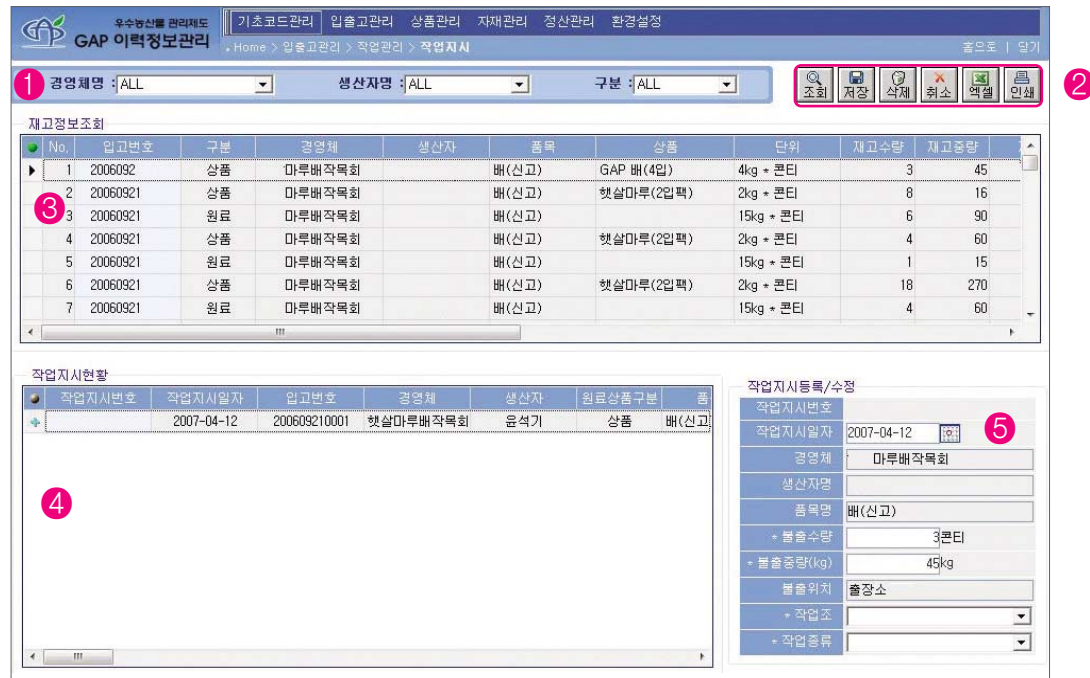 우수농산물 관리제도
GAP 이력정보관리
기초코드관리 입출고관리 상품관리 자재관리 정산관리 환경설정
Home > 입출고관리 > 작업관리 > 작업지시 홈으로 | 닫기
1 경영체명 : ALL 생산자명 : ALL 구분 : ALL 조회 저장 삭제 취소 엑셀 인쇄 2
재고정보조회
No. 입고번호 구분 경영체 생산자 품목 상품 단위 재고수량 재고중량
1 2006092 상품 마루배작목회 배(신고) GAP 배(4입) 4kg * 콘티 3 45
2 20060921 상품 마루배작목회 배(신고) 햇살마루(2입팩) 2kg * 콘티 8 16
3 3 20060921 원료 마루배작목회 배(신고) 15kg * 콘티 6 90
4 20060921 상품 마루배작목회 배(신고) 햇살마루(2입팩) 2kg * 콘티 4 60
5 20060921 원료 마루배작목회 배(신고) 15kg * 콘티 1 15
6 20060921 상품 마루배작목회 배(신고) 햇살마루(2입팩) 2kg * 콘티 18 270
7 20060921 원료 마루배작목회 배(신고) 15kg * 콘티 4 60
작업지시현황
작업지시번호 작업지시일자 입고번호 경영체 생산자 원료상품구분 품
2007-04-12 200609210001 햇살마루배작목회 윤석기 상품 배(신고
4
작업지시등록/수정
작업지시번호
작업지시일자 2007-04-12 5
경영체 마루배작목회
생산자명
품목명 배(신고)
* 불출수량 3콘티
* 불출중량(kg) 45kg
불출위치 출장소
* 작업조
* 작업종류